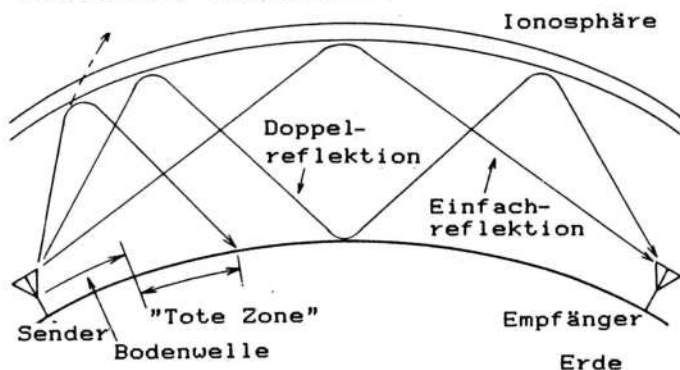 Ionosphäre
Doppel-
reflektion
Einfach-
reflektion
"Tote Zone"
Sender
Bodenwelle
Empfänger
Erde